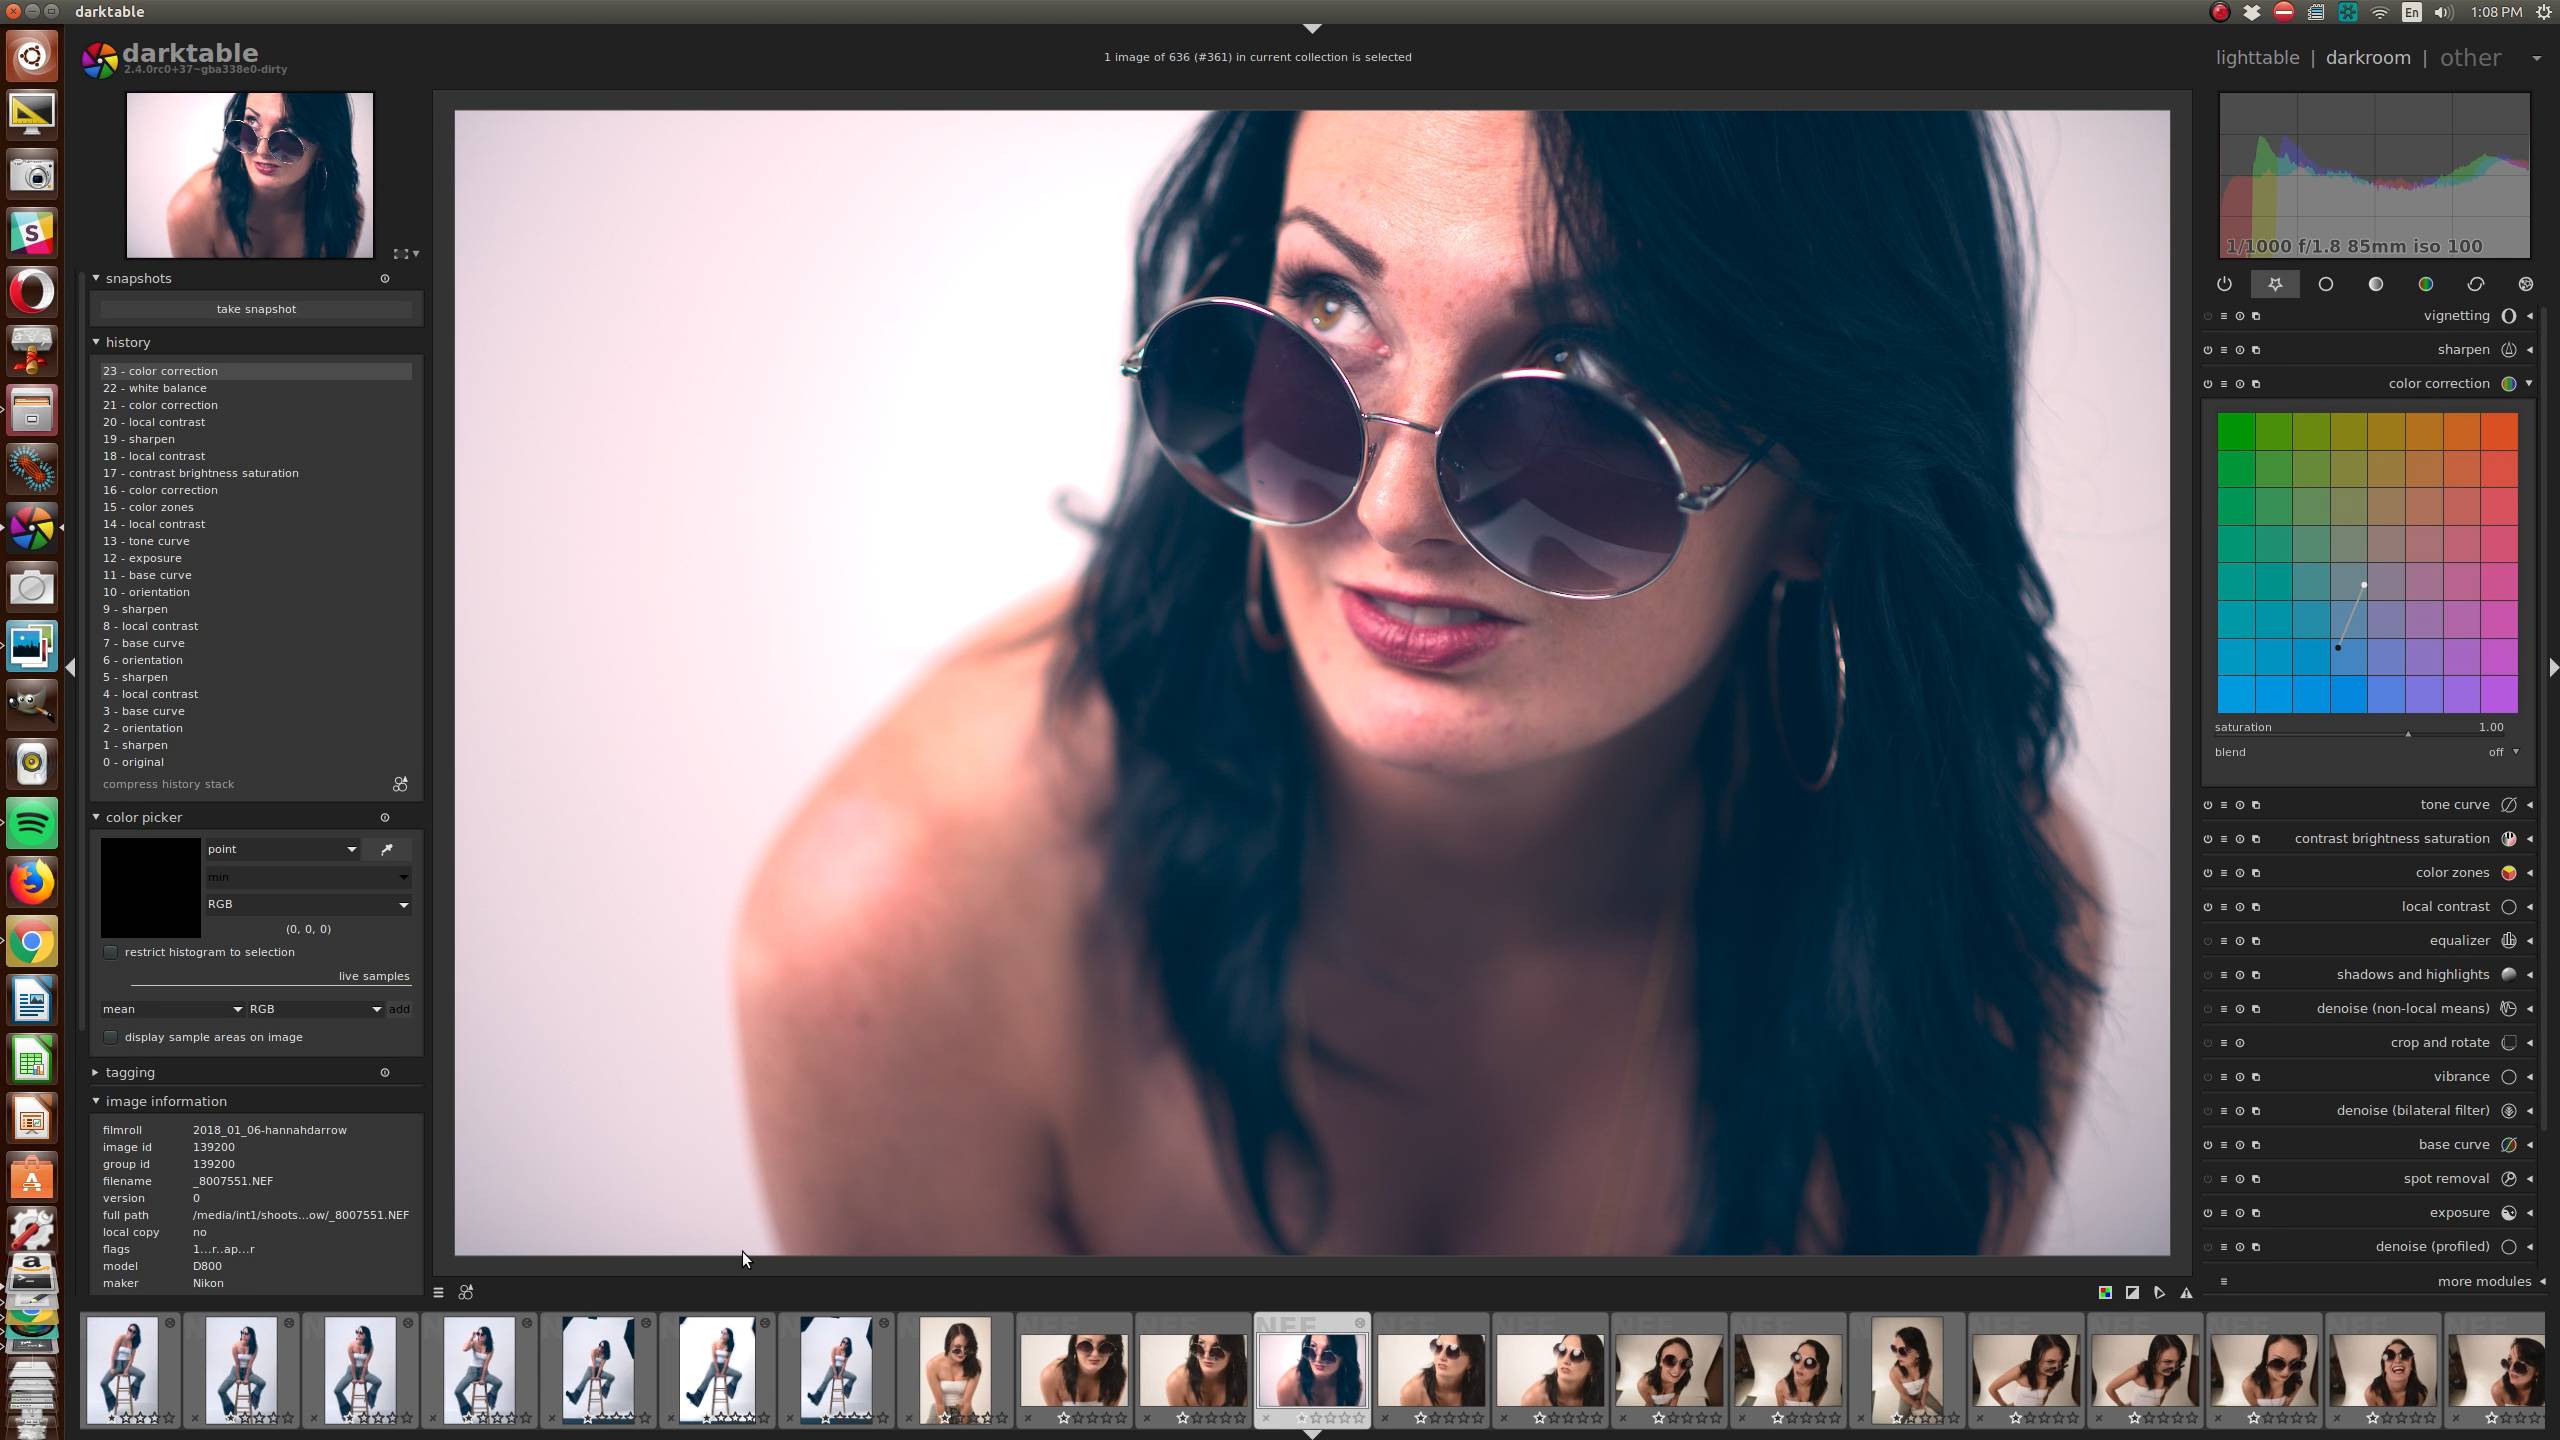 darktable
En
1:08 PM
darktable
2.4.0rc0+37~gba338e0-dirty
1 image of 636 (#361) in current collection is selected
lighttable | darkroom | other
1/1000 f/1.8 85mm iso 100
snapshots
take snapshot
history
23 - color correction
22 - white balance
21 - color correction
20 - local contrast
19 - sharpen
18 - local contrast
17 - contrast brightness saturation
16 - color correction
15 - color zones
14 - local contrast
13 - tone curve
12 - exposure
11 - base curve
10 - orientation
9 - sharpen
8 - local contrast
7 - base curve
6 - orientation
5 - sharpen
4 - local contrast
3 - base curve
2 - orientation
1 - sharpen
0 - original
compress history stack
color picker
point
min
RGB
(0, 0, 0)
restrict histogram to selection
live samples
mean RGB add
display sample areas on image
tagging
image information
filmroll 2018_01_06-hannahdarrow
image id 139200
group id 139200
filename _8007551.NEF
version 0
full path /media/int1/shoots...ow/_8007551.NEF
local copy no
flags 1...r..ap...r
model D800
maker Nikon
vignetting
sharpen
color correction
saturation 1.00
blend off
tone curve
contrast brightness saturation
color zones
local contrast
equalizer
shadows and highlights
denoise (non-local means)
crop and rotate
vibrance
denoise (bilateral filter)
base curve
spot removal
exposure
denoise (profiled)
more modules
NEF